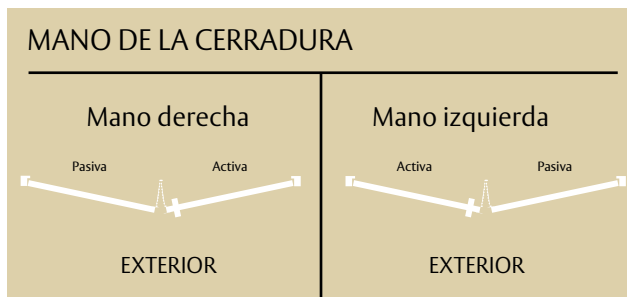 MANO DE LA CERRADURA
Mano derecha
Pasiva Activa
EXTERIOR
Mano izquierda
Activa Pasiva
EXTERIOR